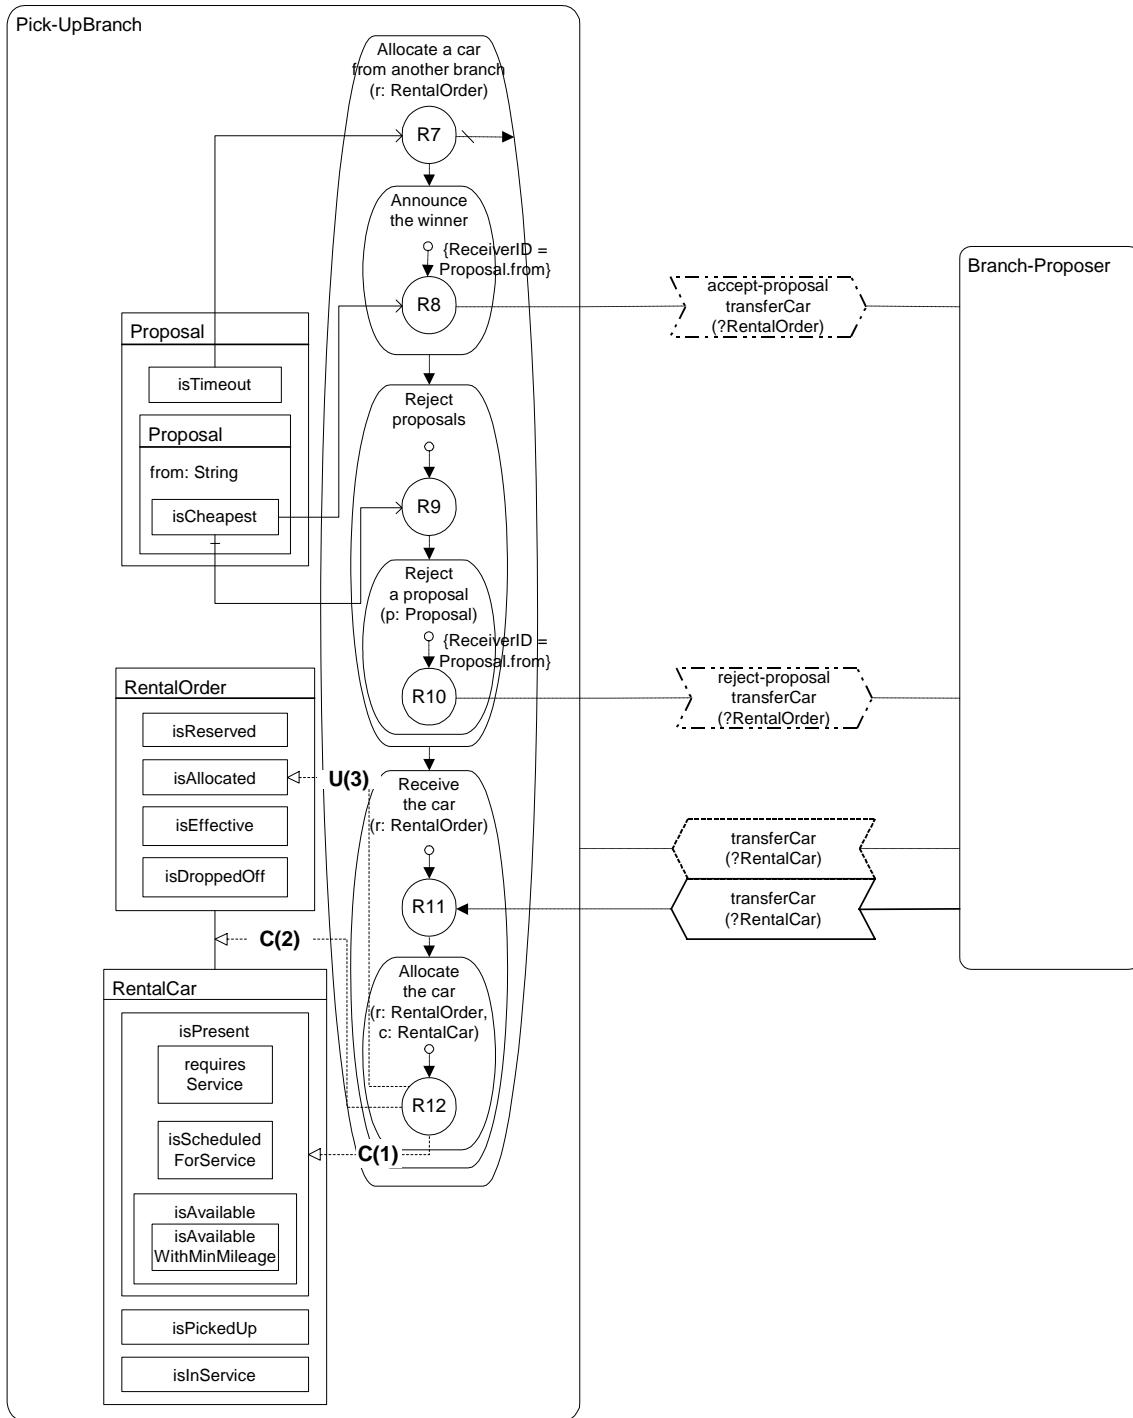 Pick-UpBranch
Allocate a car
from another branch
(r: RentalOrder)
R7
Announce
the winner
{ReceiverID =
Proposal.from}
R8
accept-proposal
transferCar
(?RentalOrder)
Branch-Proposer
Proposal
isTimeout
Proposal
from: String
isCheapest
Reject
proposals
R9
Reject
a proposal
(p: Proposal)
{ReceiverID =
Proposal.from}
R10
reject-proposal
transferCar
(?RentalOrder)
RentalOrder
isReserved
isAllocated
isEffective
isDroppedOff
U(3)
Receive
the car
(r: RentalOrder)
transferCar
(?RentalCar)
R11
transferCar
(?RentalCar)
C(2)
Allocate
the car
(r: RentalOrder,
c: RentalCar)
R12
C(1)
RentalCar
isPresent
requires
Service
isScheduled
ForService
isAvailable
isAvailable
WithMinMileage
isPickedUp
isInService